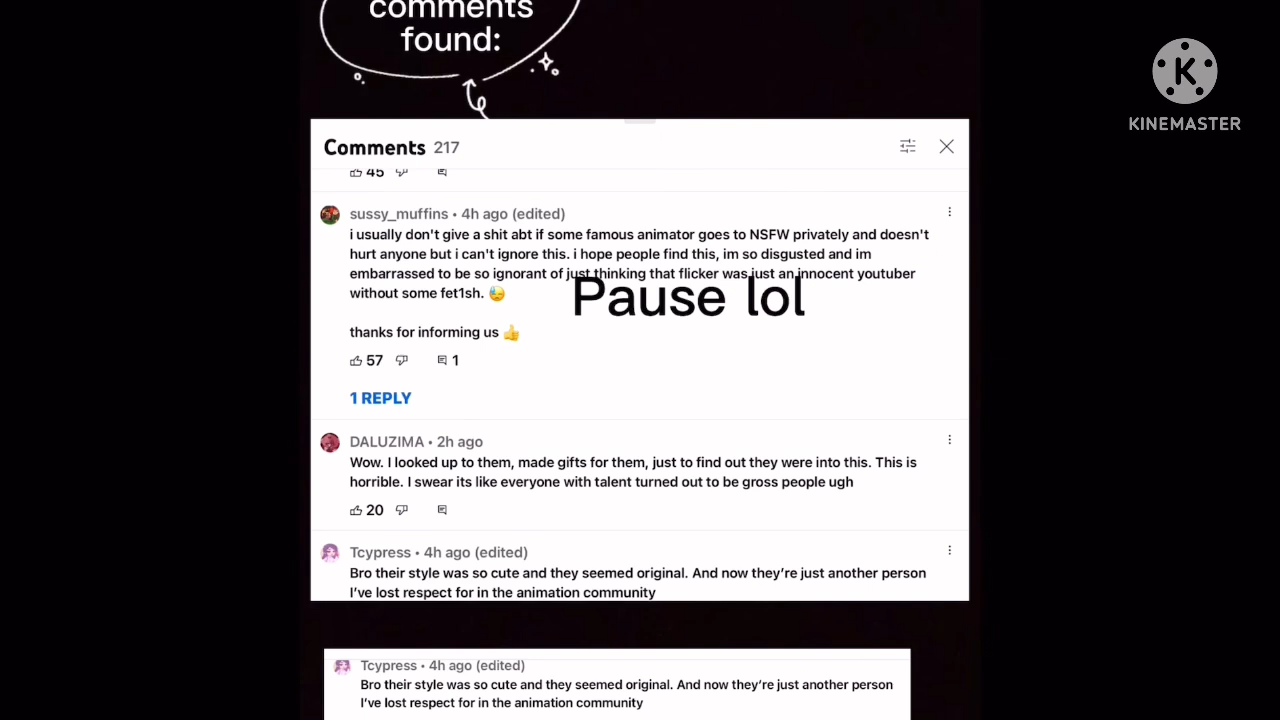 comments
found:
KINEMASTER
Comments 217
45
sussy_muffins • 4h ago (edited)
i usually don't give a shit abt if some famous animator goes to NSFW privately and doesn't
hurt anyone but i can't ignore this. i hope people find this, im so disgusted and im
embarrassed to be so ignorant of just thinking that flicker was just an innocent youtuber
without some fet1sh. 😓
Pause lol
thanks for informing us 👍
57 1
1 REPLY
DALUZIMA • 2h ago
Wow. I looked up to them, made gifts for them, just to find out they were into this. This is
horrible. I swear its like everyone with talent turned out to be gross people ugh
20
Tcypress • 4h ago (edited)
Bro their style was so cute and they seemed original. And now they're just another person
I've lost respect for in the animation community
Tcypress • 4h ago (edited)
Bro their style was so cute and they seemed original. And now they're just another person
I've lost respect for in the animation community